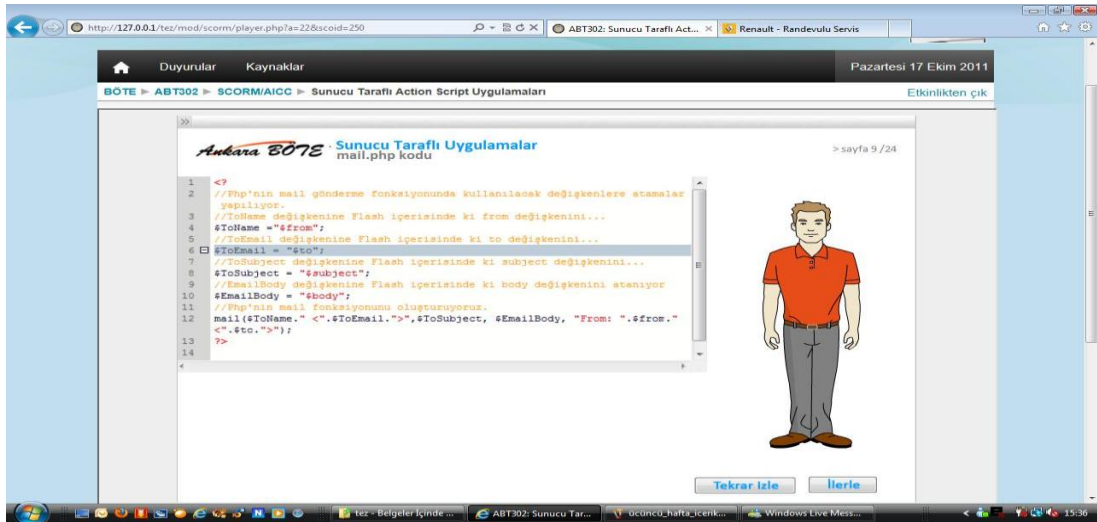 http://127.0.0.1/tez/mod/scorm/player.php?a=22&scoid=250
ABT302: Sunucu Taraflı Act...
Renault - Randevulu Servis
Duyurular Kaynaklar
Pazartesi 17 Ekim 2011
BÖTE ► ABT302 ► SCORM/AICC ► Sunucu Taraflı Action Script Uygulamaları
Etkinlikten çık
Ankara BÖTE
Sunucu Taraflı Uygulamalar
mail.php kodu
> sayfa 9 /24
1 <?
2 //Php'nin mail gönderme fonksiyonunda kullanılacak değişkenlere atamalar
yapılıyor.
3 //ToName değişkenine Flash içerisinde ki from değişkenini...
4 $ToName ="$from";
5 //ToEmail değişkenine Flash içerisinde ki to değişkenini...
6 $ToEmail = "$to";
7 //ToSubject değişkenine Flash içerisinde ki subject değişkenini...
8 $ToSubject = "$subject";
9 //EmailBody değişkenine Flash içerisinde ki body değişkenini atanıyor
10 $EmailBody = "$body";
11 //Php'nin mail fonksiyonunu oluşturuyoruz.
12 mail($ToName." <".$ToEmail.">",$ToSubject, $EmailBody, "From: ".$from."
<".$to.">");
13 ?>
14
Tekrar Izle
İlerle
tez - Belgeler İçinde ...
ABT302: Sunucu Tar...
ücüncü_hafta_icerik...
Windows Live Mess...
15:36